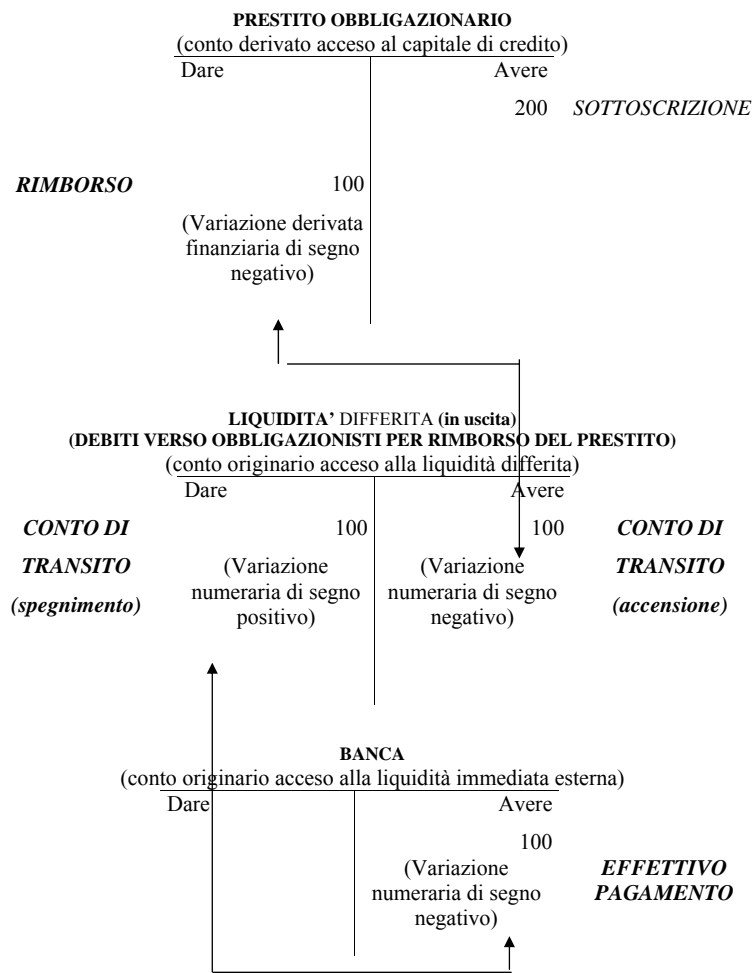 PRESTITO OBBLIGAZIONARIO
(conto derivato acceso al capitale di credito)
Dare Avere
200 SOTTOSCRIZIONE
RIMBORSO 100
(Variazione derivata
finanziaria di segno
negativo)
LIQUIDITA’ DIFFERITA (in uscita)
(DEBITI VERSO OBBLIGAZIONISTI PER RIMBORSO DEL PRESTITO)
(conto originario acceso alla liquidità differita)
Dare Avere
CONTO DI 100 100 CONTO DI
TRANSITO (Variazione (Variazione TRANSITO
(spegnimento) numeraria di segno numeraria di segno (accensione)
positivo) negativo)
BANCA
(conto originario acceso alla liquidità immediata esterna)
Dare Avere
100
(Variazione EFFETTIVO
numeraria di segno PAGAMENTO
negativo)